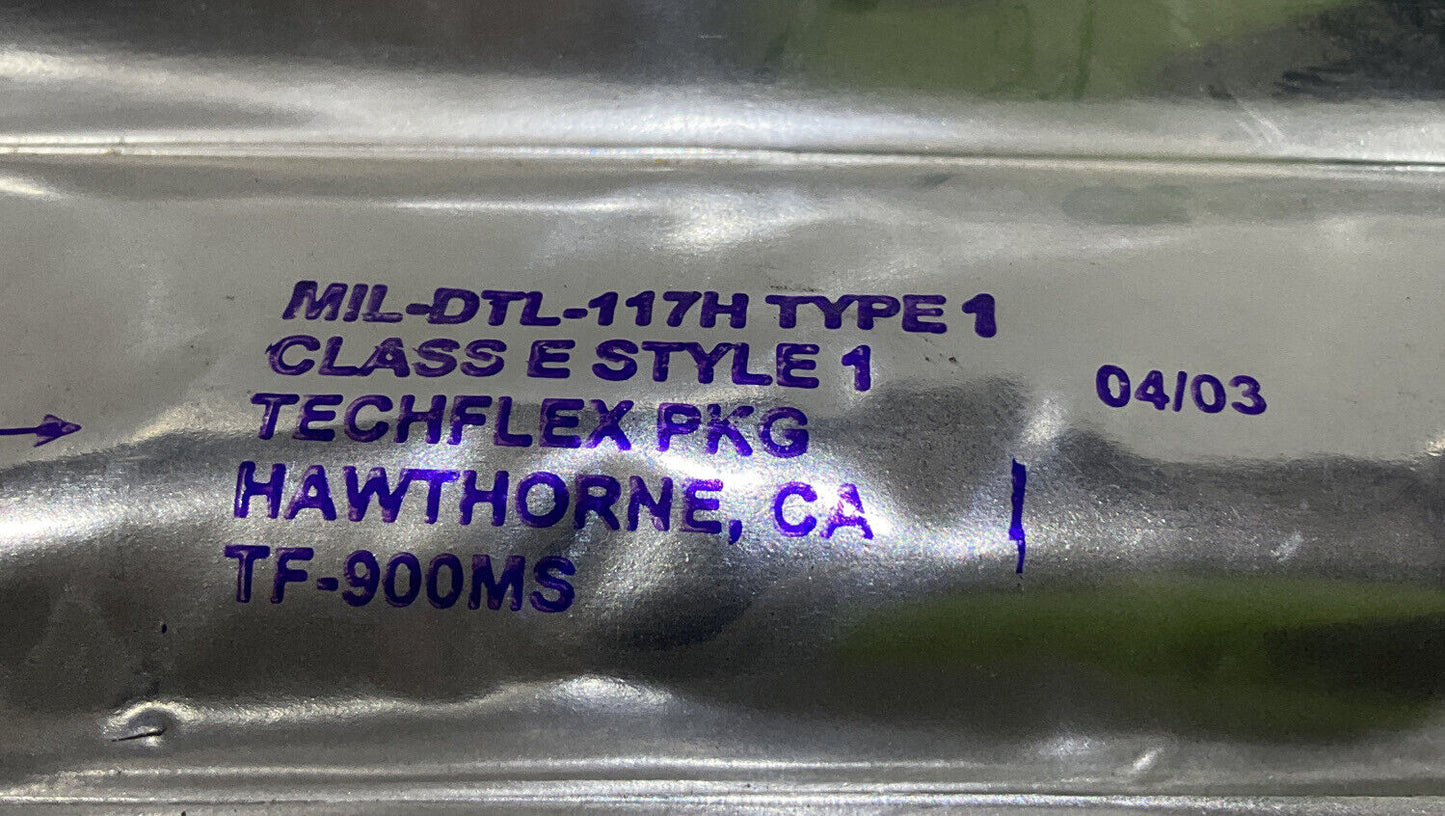 MIL-DTL-117H TYPE 1
CLASS E STYLE 1
TECHFLEX PKG
HAWTHORNE, CA
TF-900MS
04/03